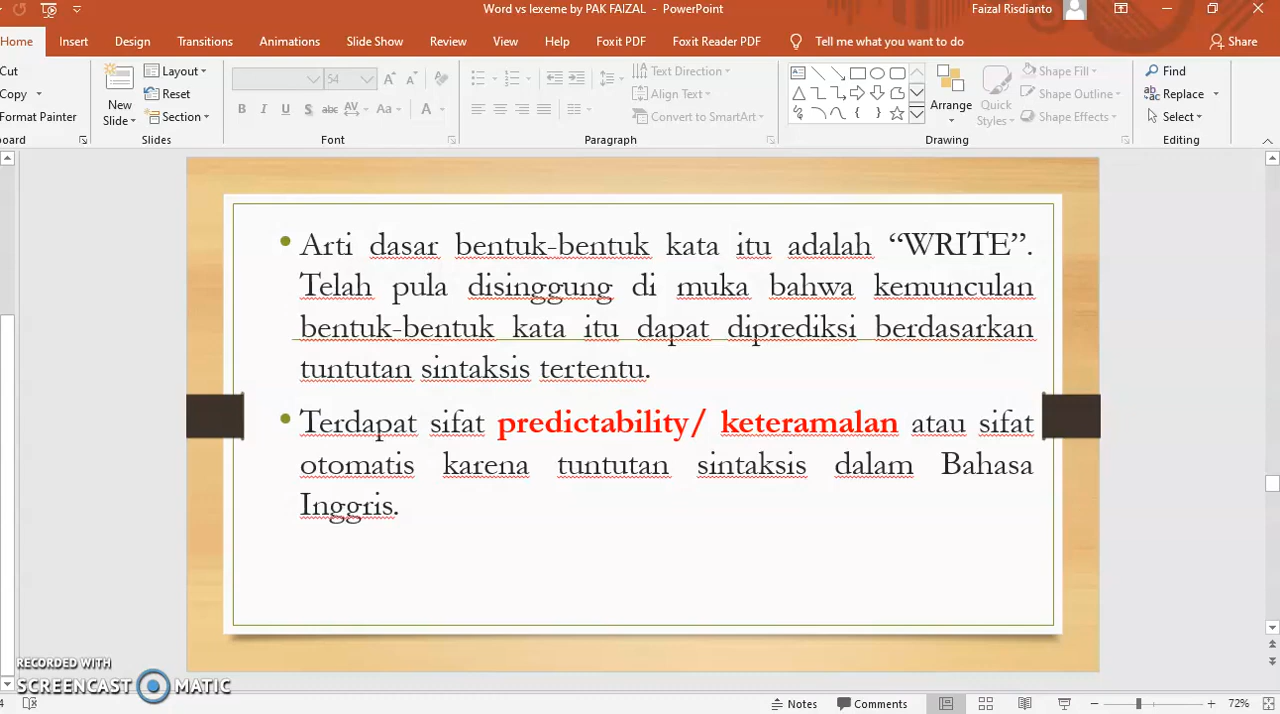 Word vs lexeme by PAK FAIZAL - PowerPoint
Faizal Risdianto
Home Insert Design Transitions Animations Slide Show Review View Help Foxit PDF Foxit Reader PDF Tell me what you want to do Share
Cut
Copy
Format Painter
board
New
Slide
Layout
Reset
Section
Slides
54
B I U S abc AV Aa A
Font
Text Direction
Align Text
Convert to SmartArt
Paragraph
Arrange
Quick
Styles
Shape Fill
Shape Outline
Shape Effects
Drawing
Find
Replace
Select
Editing
• Arti dasar bentuk-bentuk kata itu adalah “WRITE”.
Telah pula disinggung di muka bahwa kemunculan
bentuk-bentuk kata itu dapat diprediksi berdasarkan
tuntutan sintaksis tertentu.
• Terdapat sifat predictability/ keteramalan atau sifat
otomatis karena tuntutan sintaksis dalam Bahasa
Inggris.
RECORDED WITH
SCREENCAST MATIC
Notes Comments 72%